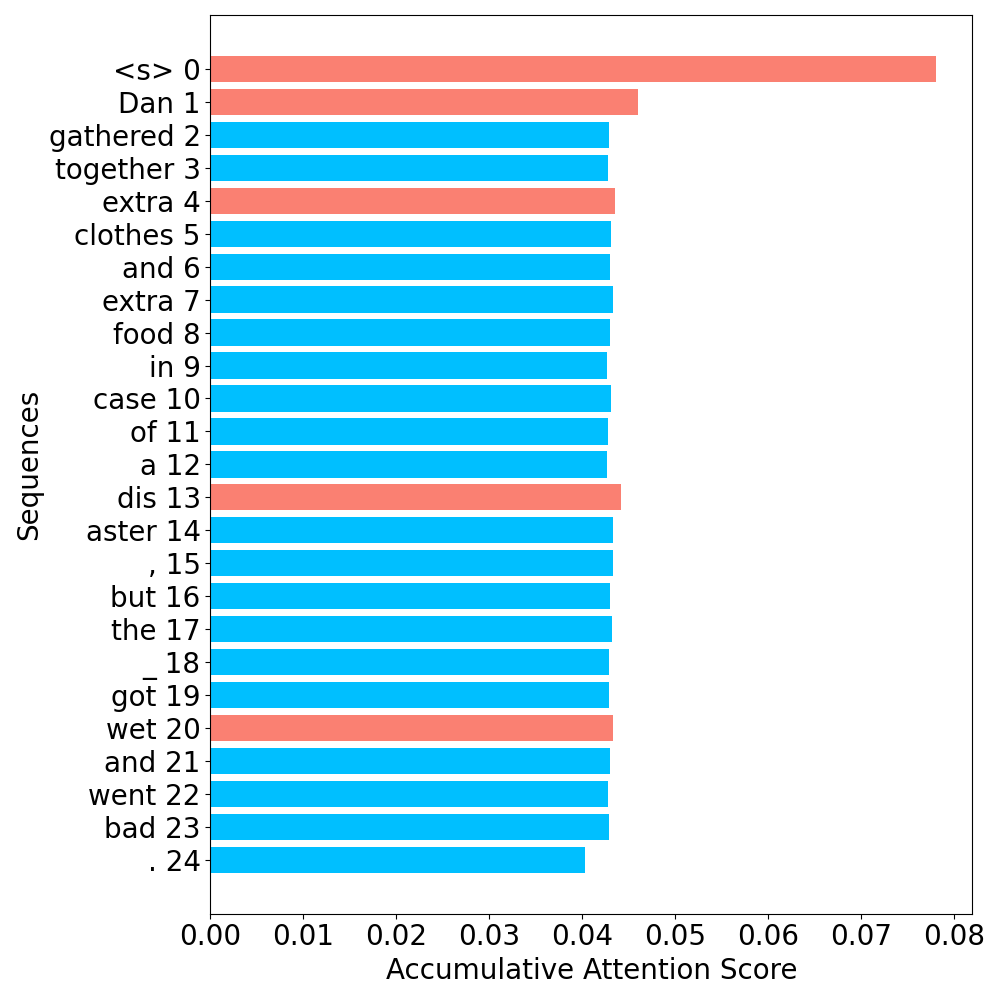 <s> 0
Dan 1
gathered 2
together 3
extra 4
clothes 5
and 6
extra 7
food 8
in 9
case 10
of 11
a 12
dis 13
aster 14
, 15
but 16
the 17
_ 18
got 19
wet 20
and 21
went 22
bad 23
. 24
Sequences
0.00 0.01 0.02 0.03 0.04 0.05 0.06 0.07 0.08
Accumulative Attention Score